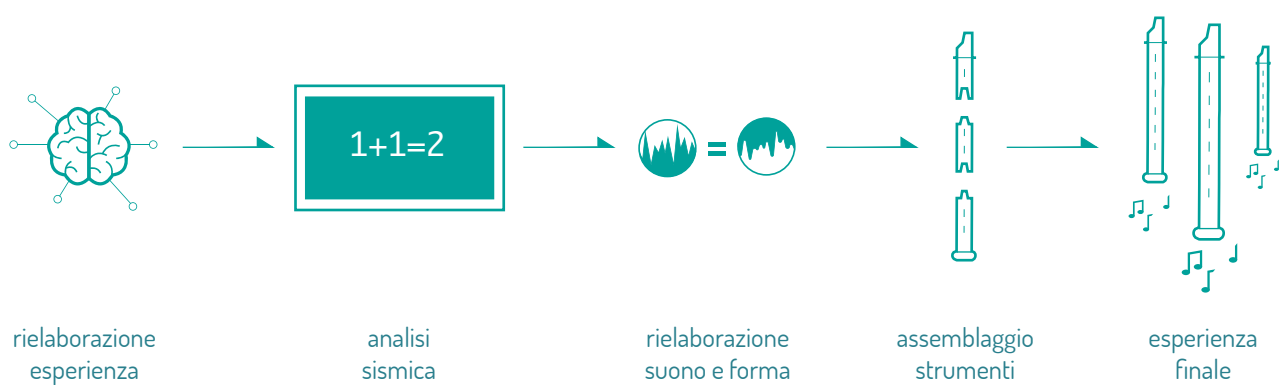 1+1=2
rielaborazione
esperienza
analisi
sismica
rielaborazione
suono e forma
assemblaggio
strumenti
esperienza
finale